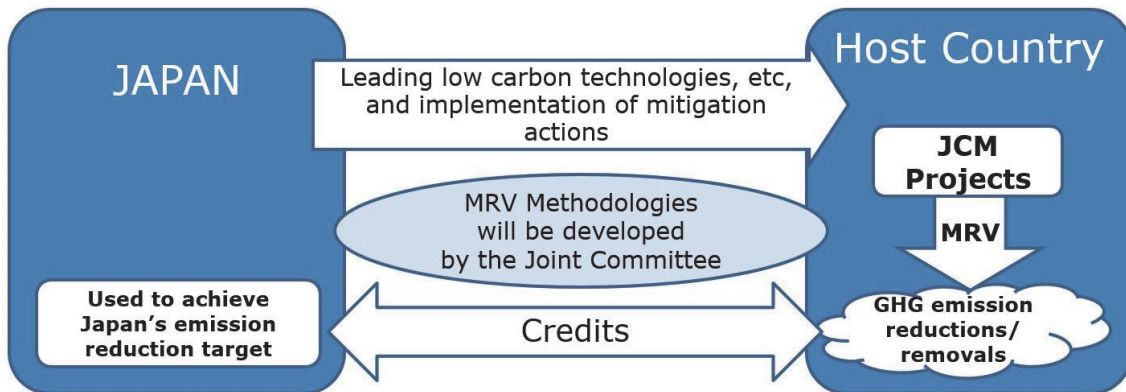 JAPAN
Host Country
Leading low carbon technologies, etc,
and implementation of mitigation
actions
JCM
Projects
MRV Methodologies
will be developed
by the Joint Committee
MRV
Used to achieve
Japan’s emission
reduction target
Credits
GHG emission
reductions/
removals